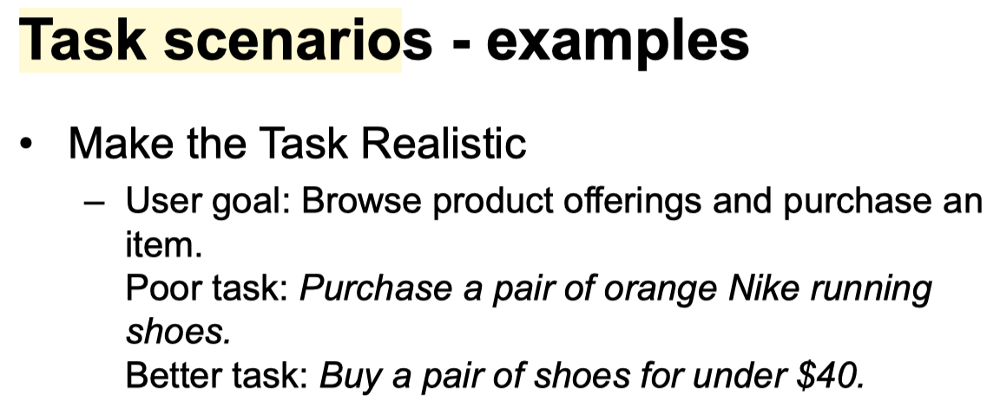 Task scenarios - examples
• Make the Task Realistic
– User goal: Browse product offerings and purchase an
item.
Poor task: Purchase a pair of orange Nike running
shoes.
Better task: Buy a pair of shoes for under $40.